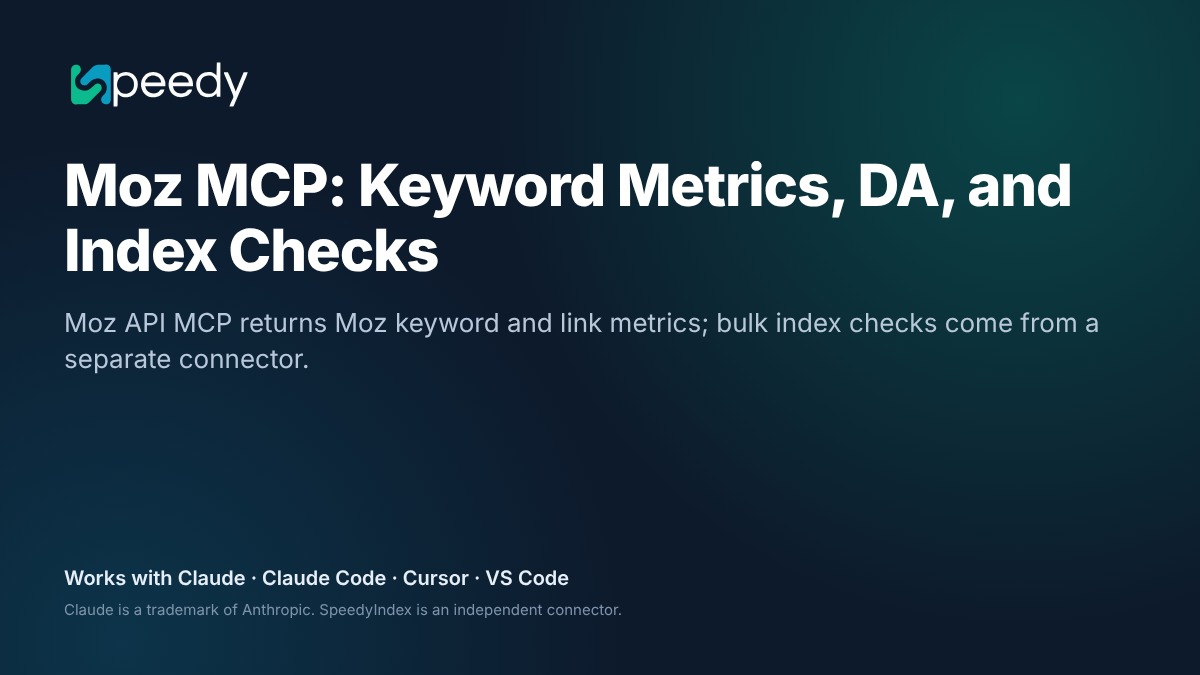 Speedy
Moz MCP: Keyword Metrics, DA, and
Index Checks
Moz API MCP returns Moz keyword and link metrics; bulk index checks come from a
separate connector.
Works with Claude · Claude Code · Cursor · VS Code
Claude is a trademark of Anthropic. SpeedyIndex is an independent connector.